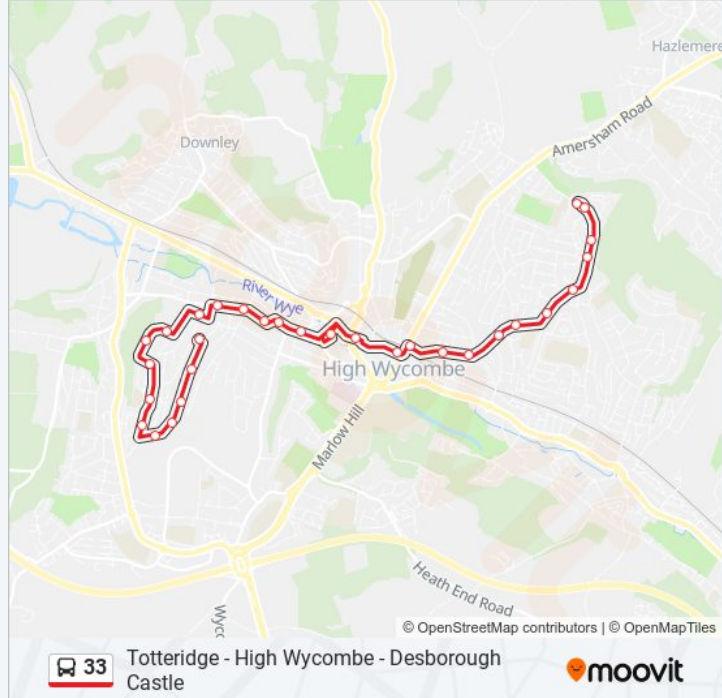 Hazlemere
Amersham Road
Downley
River Wye
High Wycombe
Marlow Hill
Heath End Road
Wyco
© OpenStreetMap contributors | © OpenMapTiles
33
Totteridge - High Wycombe - Desborough
Castle
moovit